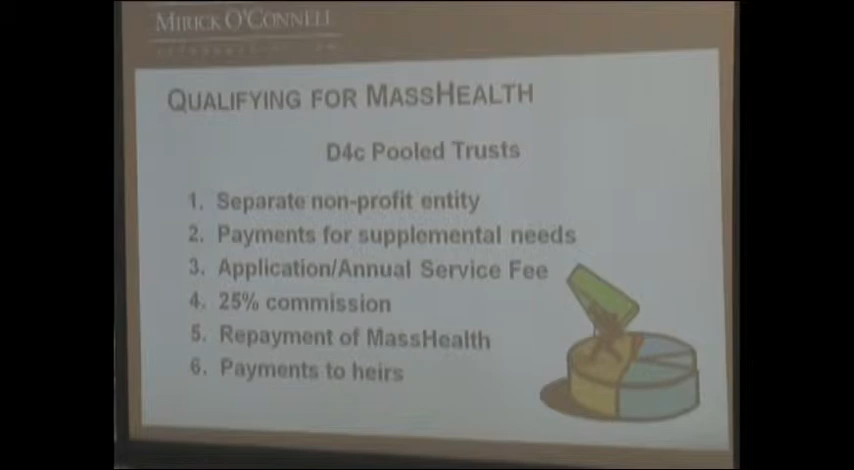 MIRICK O'CONNELL
QUALIFYING FOR MASSHEALTH
D4c Pooled Trusts
1. Separate non-profit entity
2. Payments for supplemental needs
3. Application/Annual Service Fee
4. 25% commission
5. Repayment of MassHealth
6. Payments to heirs